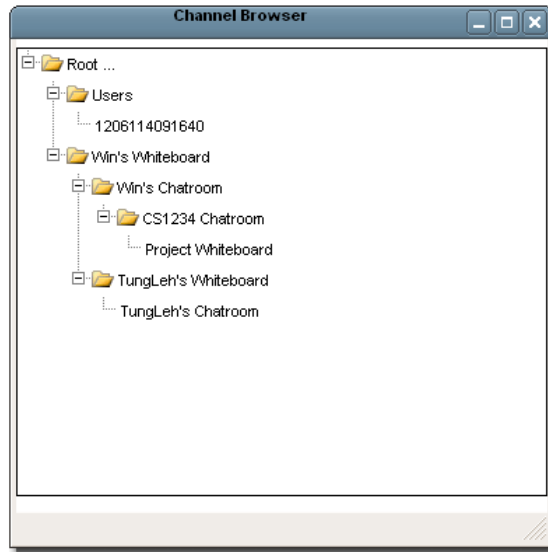 Channel Browser
Root ...
Users
1206114091640
Win's Whiteboard
Win's Chatroom
CS1234 Chatroom
Project Whiteboard
TungLeh's Whiteboard
TungLeh's Chatroom